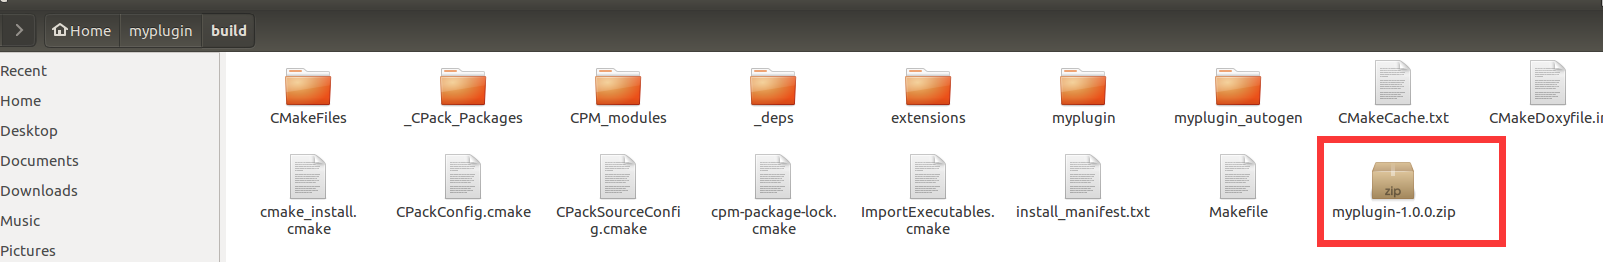 Home myplugin build
Recent
Home
Desktop
Documents
Downloads
Music
Pictures
CMakeFiles _CPack_Packages CPM_modules _deps extensions myplugin myplugin_autogen CMakeCache.txt CMakeDoxyfile.in
cmake_install.cmake CPackConfig.cmake CPackSourceConfig.cmake cpm-package-lock.cmake ImportExecutables.cmake install_manifest.txt Makefile zip myplugin-1.0.0.zip